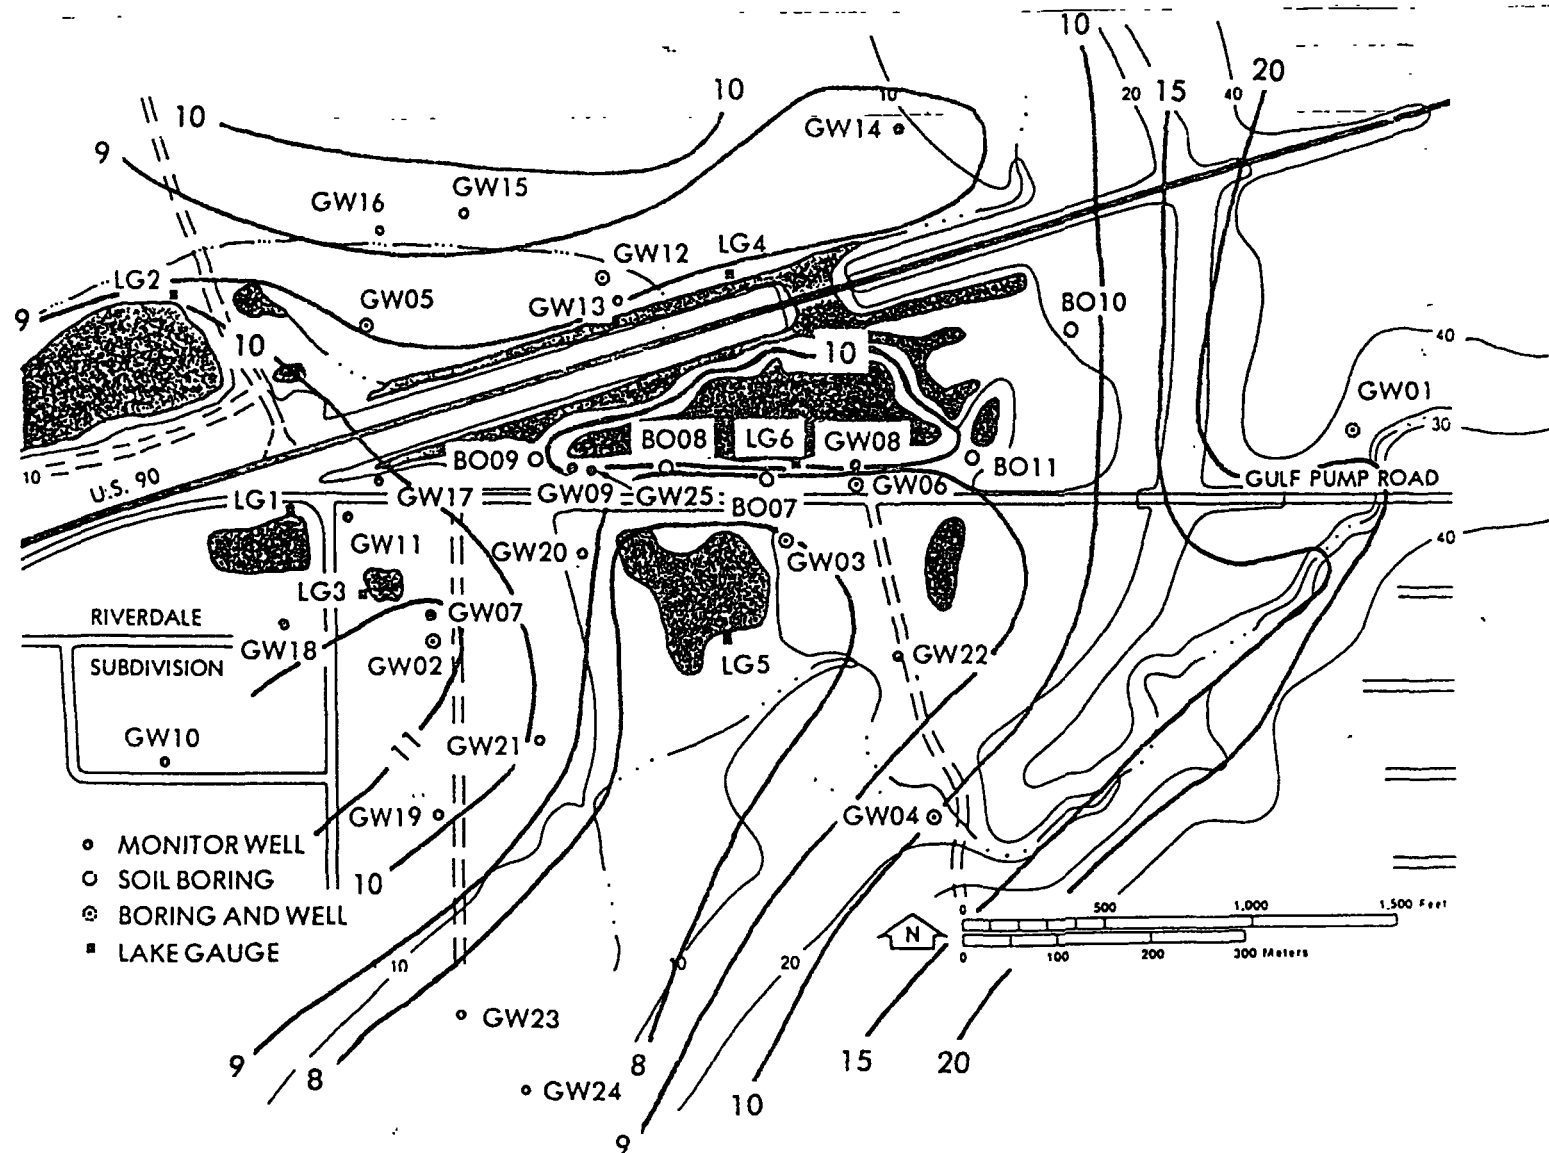 10
20
10
15
40
20
10
9
10
GW14
GW15
GW16
GW12
LG4
LG2
GW05
GW13
9
BO10
10
10
40
GW01
30
BO09
BO08
LG6
GW08
BO11
10
U.S. 90
GULF PUMP ROAD
LG1
GW17
GW09
GW25
GW06
BO07
GW11
GW20
GW03
40
LG3
RIVERDALE
GW07
GW18
GW02
SUBDIVISION
LG5
GW22
GW10
11
GW21
GW19
GW04
MONITOR WELL
SOIL BORING
10
BORING AND WELL
LAKE GAUGE
0 500 1,000 1,500 Feet
N
0 100 200 300 Meters
10
10
20
GW23
9
8
8
15
20
GW24
10
9